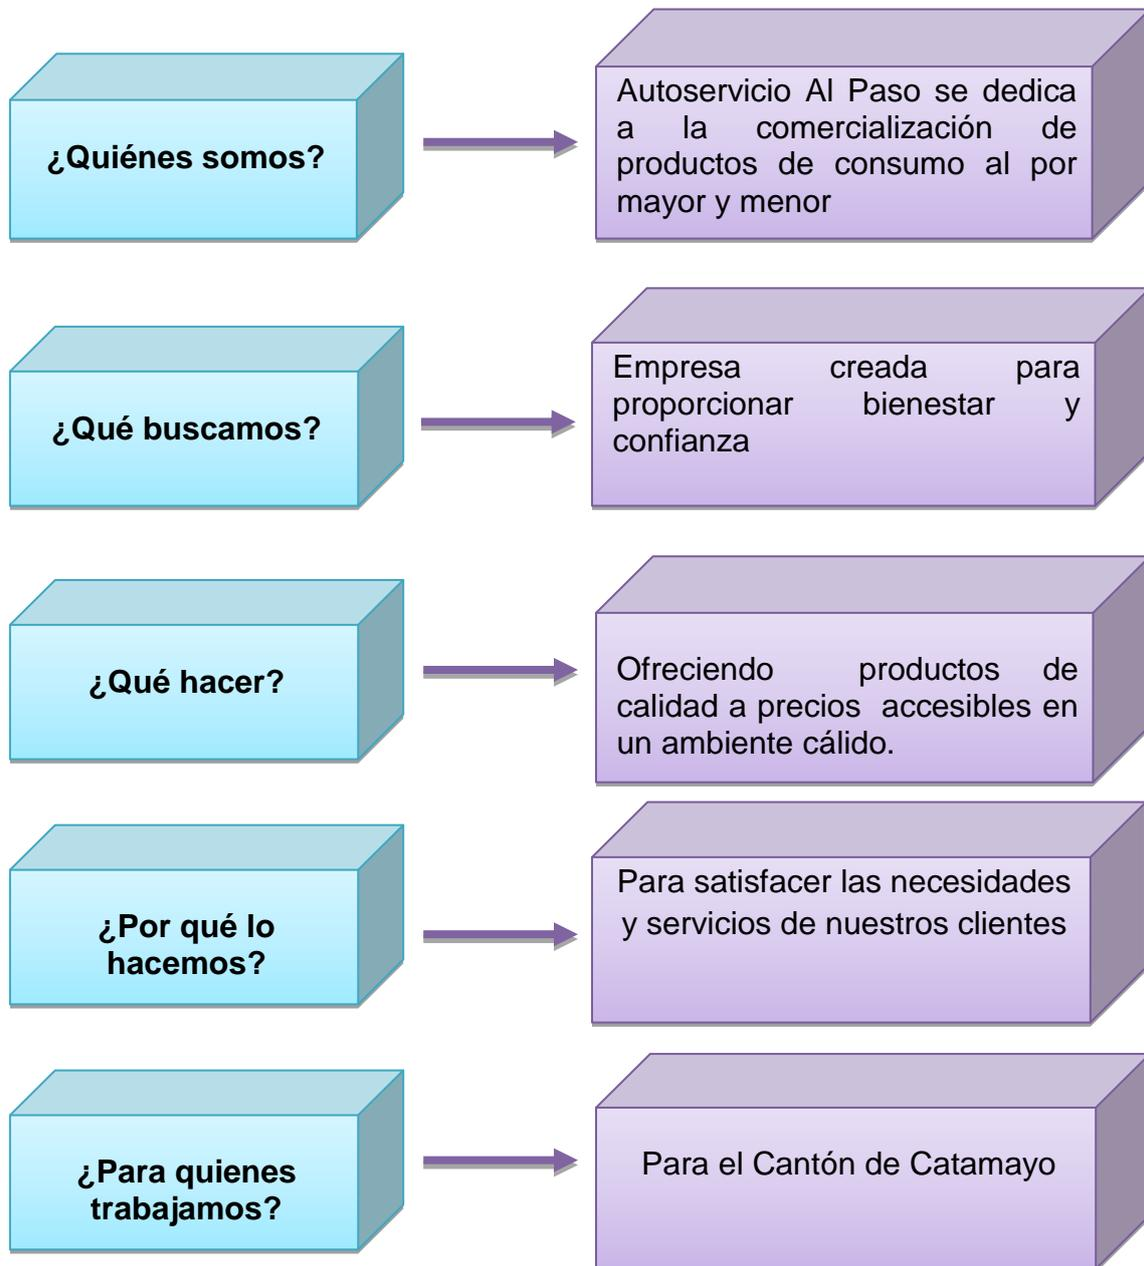 ¿Quiénes somos?
Autoservicio Al Paso se dedica
a la comercialización de
productos de consumo al por
mayor y menor
¿Qué buscamos?
Empresa creada para
proporcionar bienestar y
confianza
¿Qué hacer?
Ofreciendo productos de
calidad a precios accesibles en
un ambiente cálido.
¿Por qué lo
hacemos?
Para satisfacer las necesidades
y servicios de nuestros clientes
¿Para quienes
trabajamos?
Para el Cantón de Catamayo